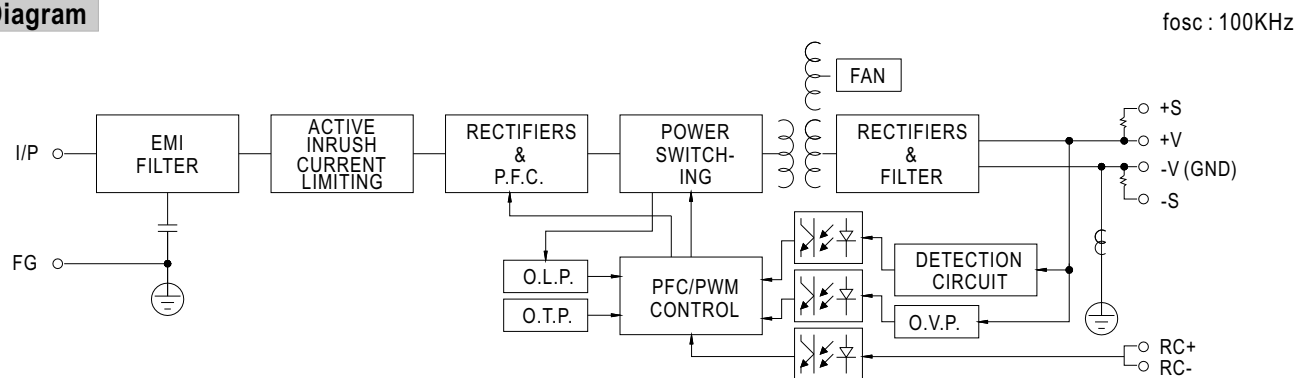 Diagram
fosc : 100KHz
FAN
I/P
EMI
FILTER
ACTIVE
INRUSH
CURRENT
LIMITING
RECTIFIERS
&
P.F.C.
POWER
SWITCH-
ING
RECTIFIERS
&
FILTER
+S
+V
-V (GND)
-S
FG
O.L.P.
O.T.P.
PFC/PWM
CONTROL
DETECTION
CIRCUIT
O.V.P.
RC+
RC-